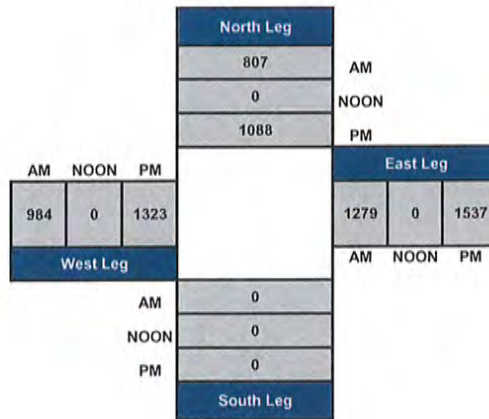 North Leg
807 AM
0 NOON
1088 PM
East Leg
AM NOON PM
984 0 1323
1279 0 1537
West Leg
AM NOON PM
AM 0
NOON 0
PM 0
South Leg